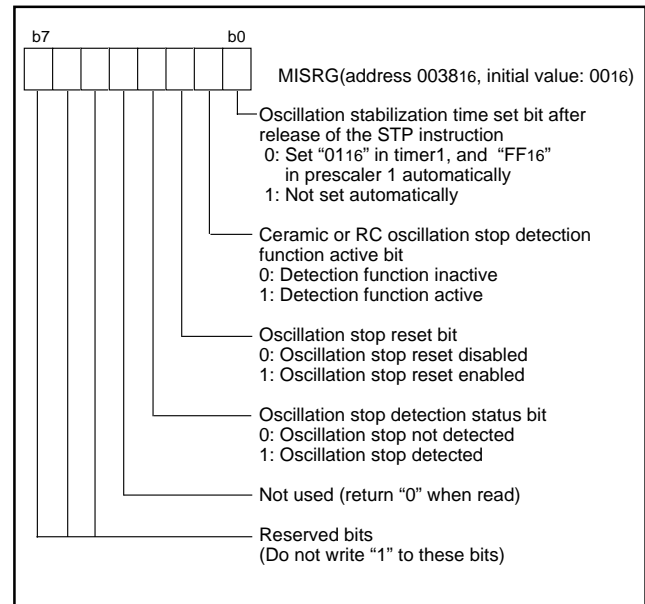 b7 b0
MISRG(address 003816, initial value: 0016)
Oscillation stabilization time set bit after
release of the STP instruction
0: Set “0116” in timer1, and “FF16”
in prescaler 1 automatically
1: Not set automatically
Ceramic or RC oscillation stop detection
function active bit
0: Detection function inactive
1: Detection function active
Oscillation stop reset bit
0: Oscillation stop reset disabled
1: Oscillation stop reset enabled
Oscillation stop detection status bit
0: Oscillation stop not detected
1: Oscillation stop detected
Not used (return “0” when read)
Reserved bits
(Do not write “1” to these bits)